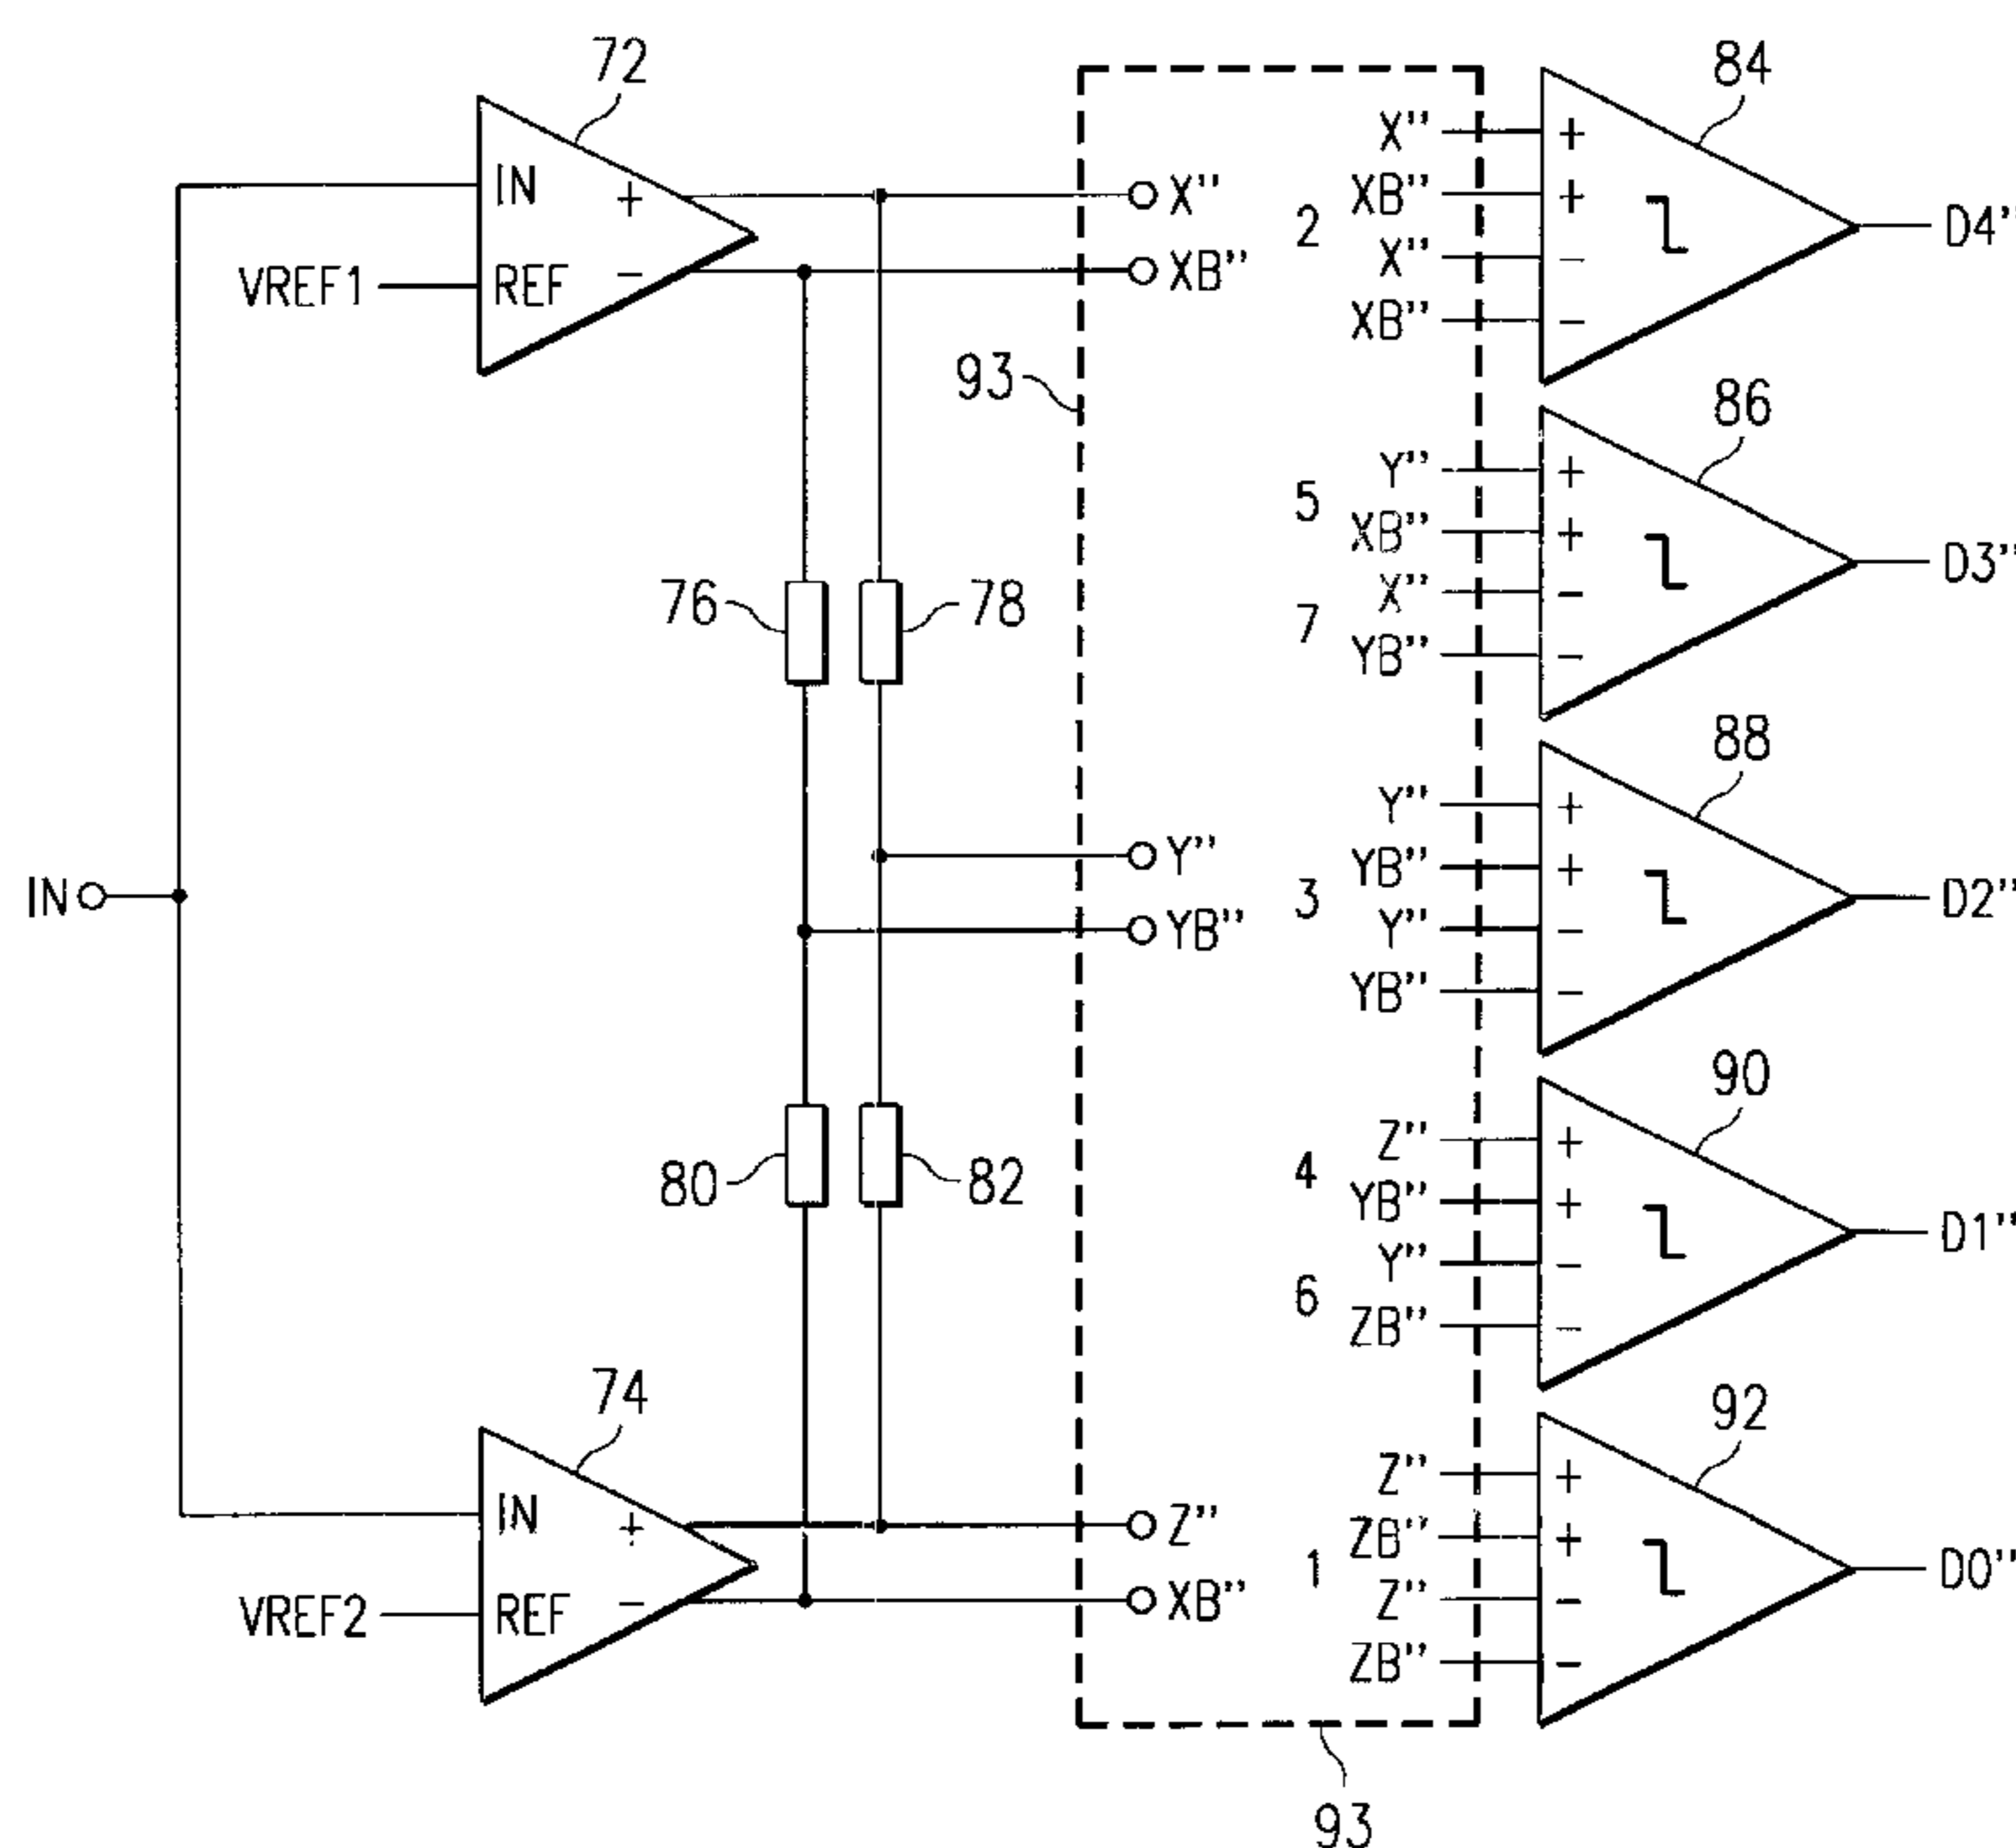 72
IN
+
REF
-
VREF1
X"
XB"
93
76
78
IN
Y"
YB"
80
82
74
IN
+
REF
-
VREF2
Z"
XB"
93
2
X"
XB"
X"
XB"
+
+
-
-
84
D4"
5
7
Y"
XB"
X"
YB"
+
+
-
-
86
D3"
3
Y"
YB"
Y"
YB"
+
+
-
-
88
D2"
4
6
Z"
YB"
Y"
ZB"
+
+
-
-
90
D1"
1
Z"
ZB"
Z"
ZB"
+
+
-
-
92
D0"